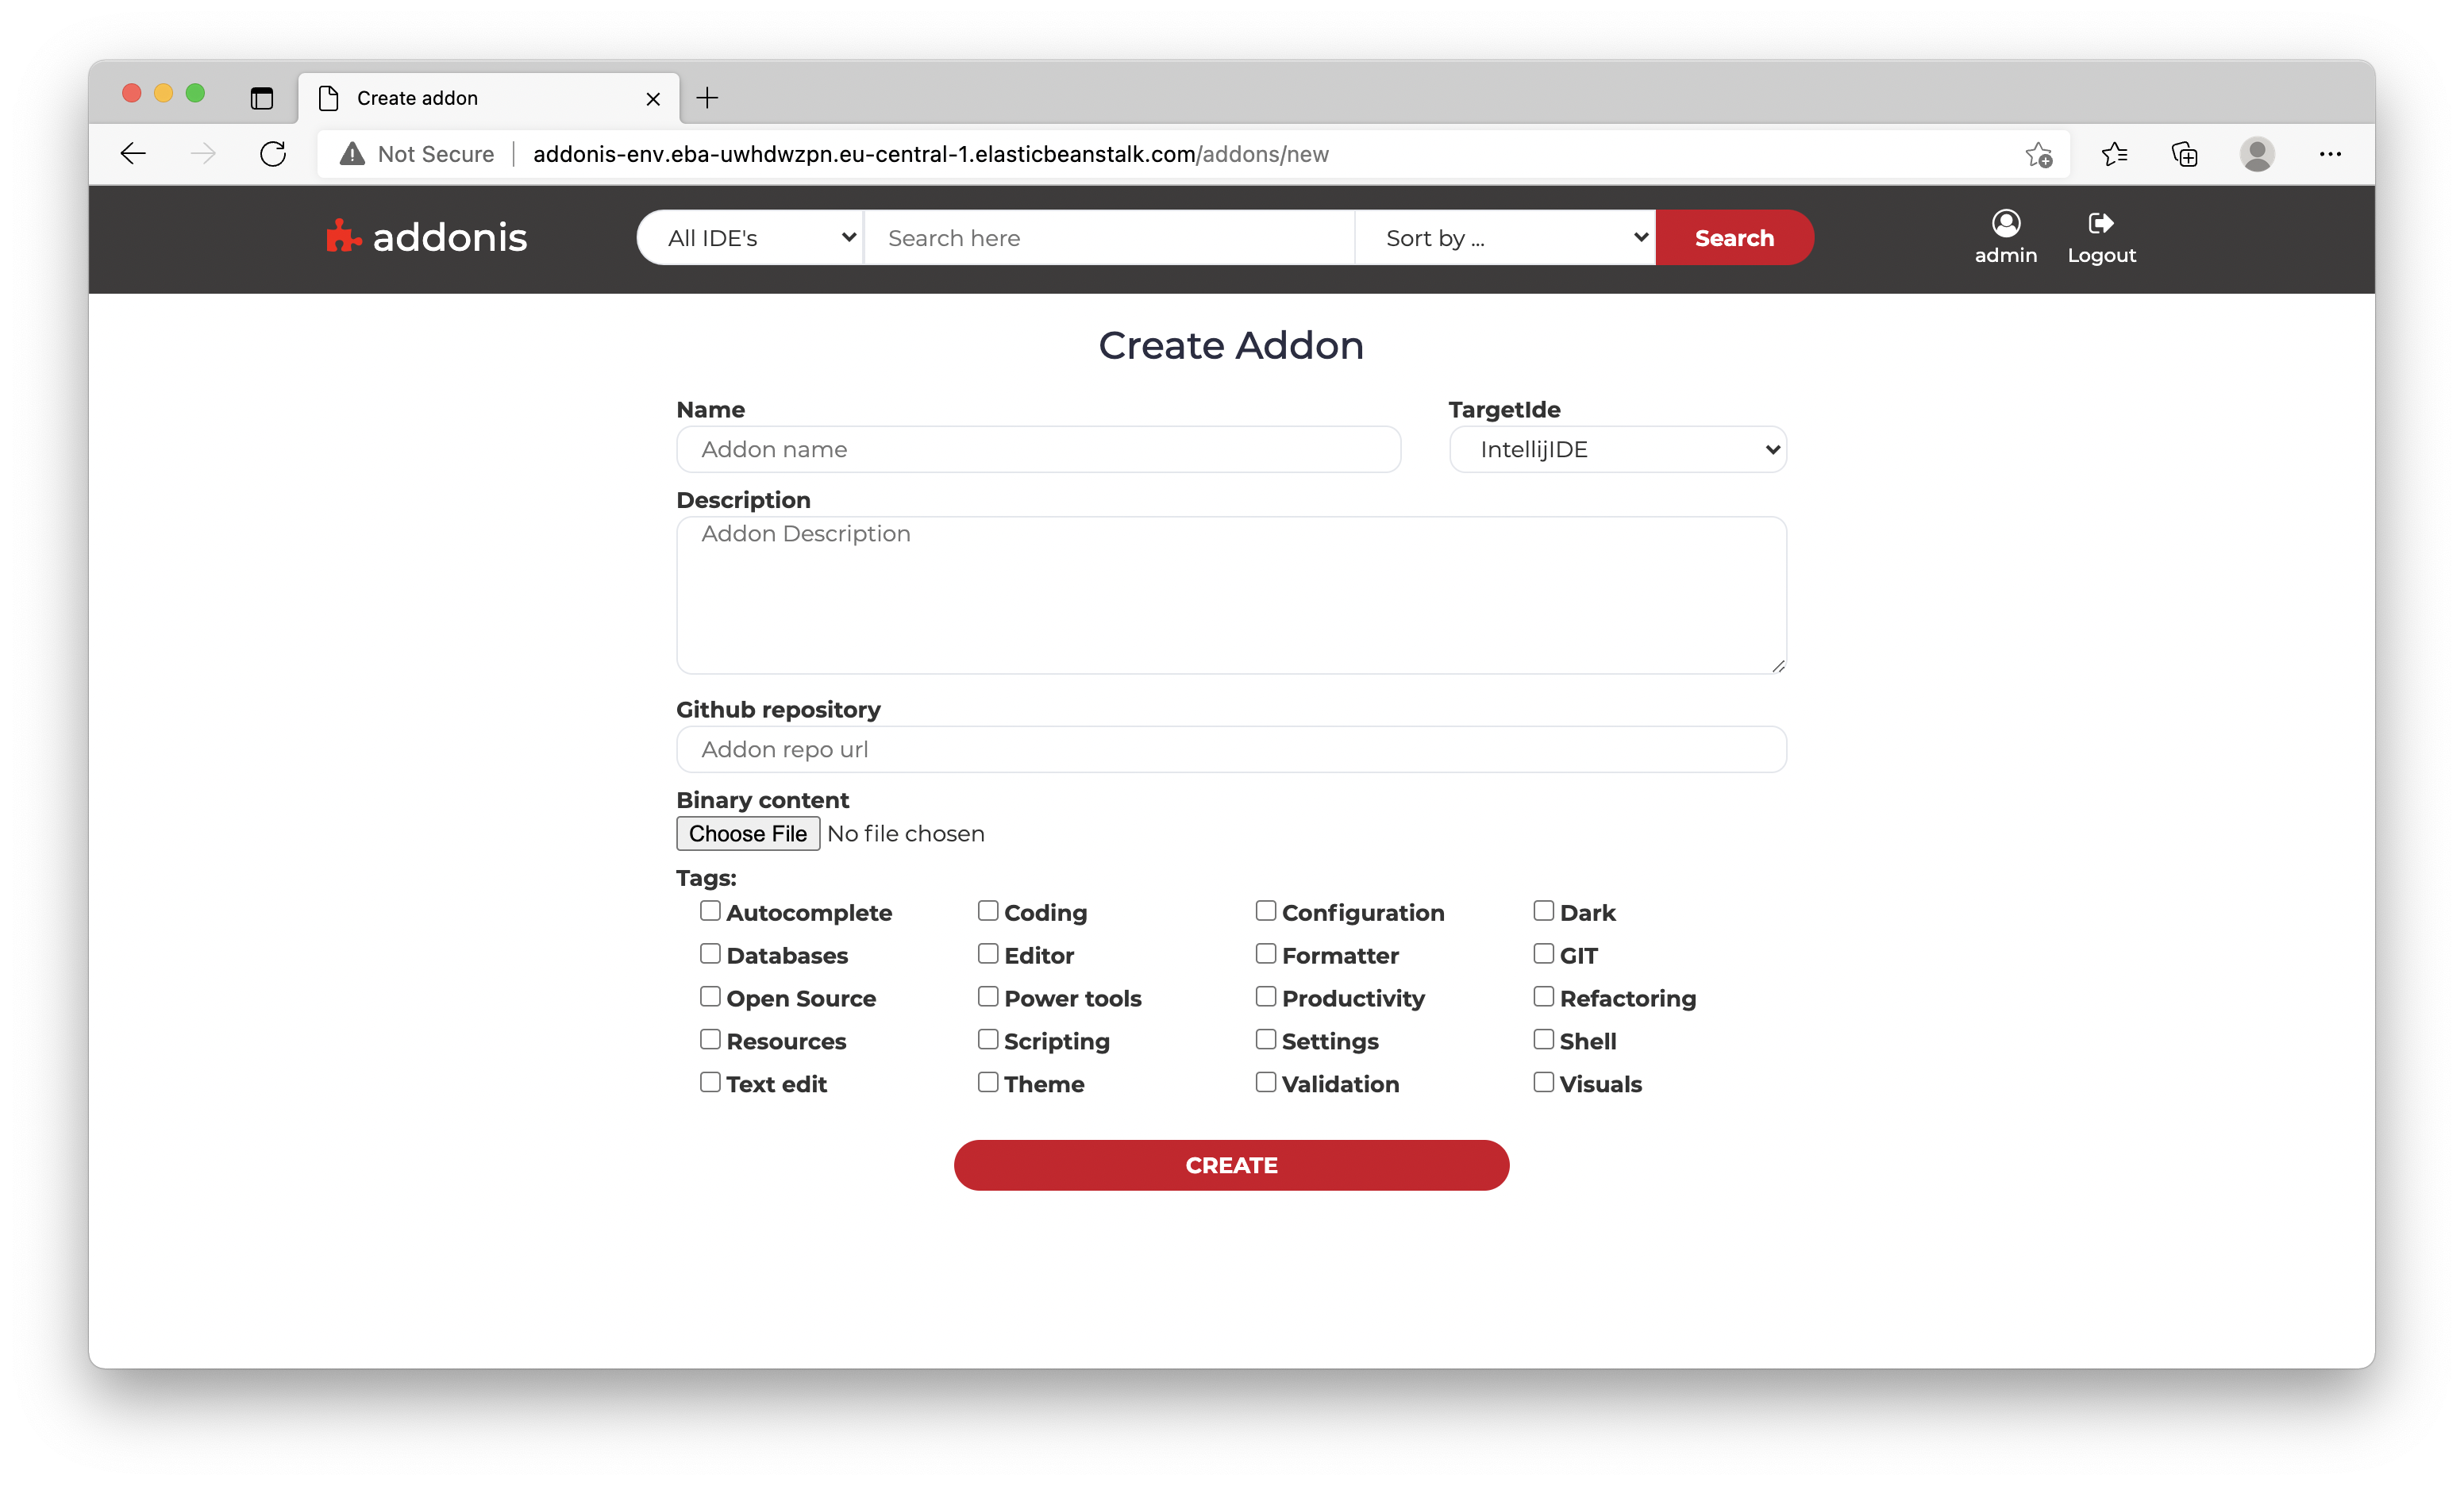 Create addon
Not Secure addonis-env.eba-uwhdwzpn.eu-central-1.elasticbeanstalk.com/addons/new
addonis All IDE's Search here Sort by ... Search admin Logout
Create Addon
Name TargetIde
Addon name IntellijIDE
Description
Addon Description
Github repository
Addon repo url
Binary content
Choose File No file chosen
Tags:
Autocomplete Coding Configuration Dark
Databases Editor Formatter GIT
Open Source Power tools Productivity Refactoring
Resources Scripting Settings Shell
Text edit Theme Validation Visuals
CREATE